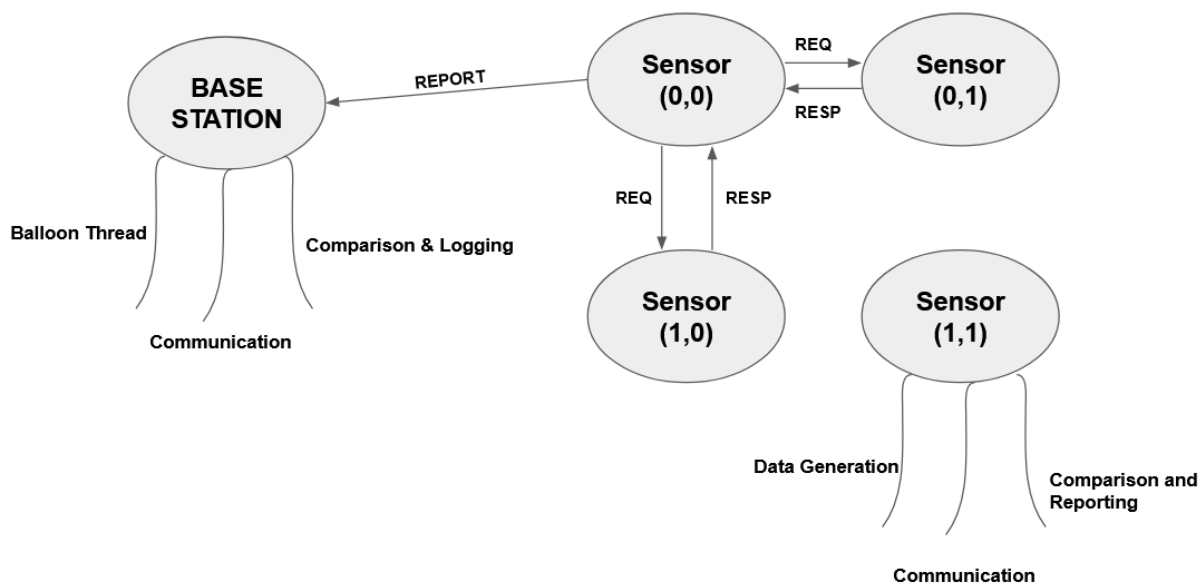 BASE
STATION
REPORT
Sensor
(0,0)
REQ
RESP
Sensor
(0,1)
REQ
RESP
Balloon Thread
Comparison & Logging
Communication
Sensor
(1,0)
Sensor
(1,1)
Data Generation
Comparison and
Reporting
Communication